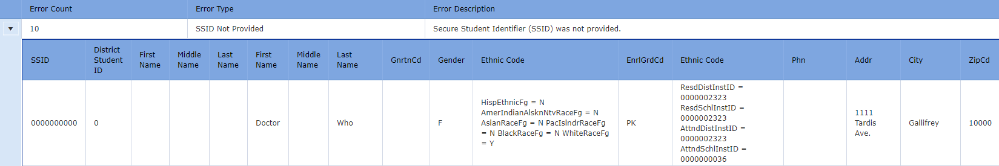 Error Count Error Type Error Description
10 SSID Not Provided Secure Student Identifier (SSID) was not provided.
SSID
District
Student
ID
First
Name
Middle
Name
Last
Name
First
Name
Middle
Name
Last
Name
GnrtnCd
Gender
Ethnic Code
EnrlGrdCd
Ethnic Code
Phn
Addr
City
ZipCd
0000000000
0
Doctor
Who
F
HispEthnicFg = N
AmerIndianAlsknNtvRaceFg = N
AsianRaceFg = N PacIslndrRaceFg
= N BlackRaceFg = N WhiteRaceFg
= Y
PK
ResdDistInstID =
0000002323
ResdSchlInstID =
0000002323
AttndDistInstID =
0000002323
AttndSchlInstID =
0000000036
1111
Tardis
Ave.
Gallifrey
10000